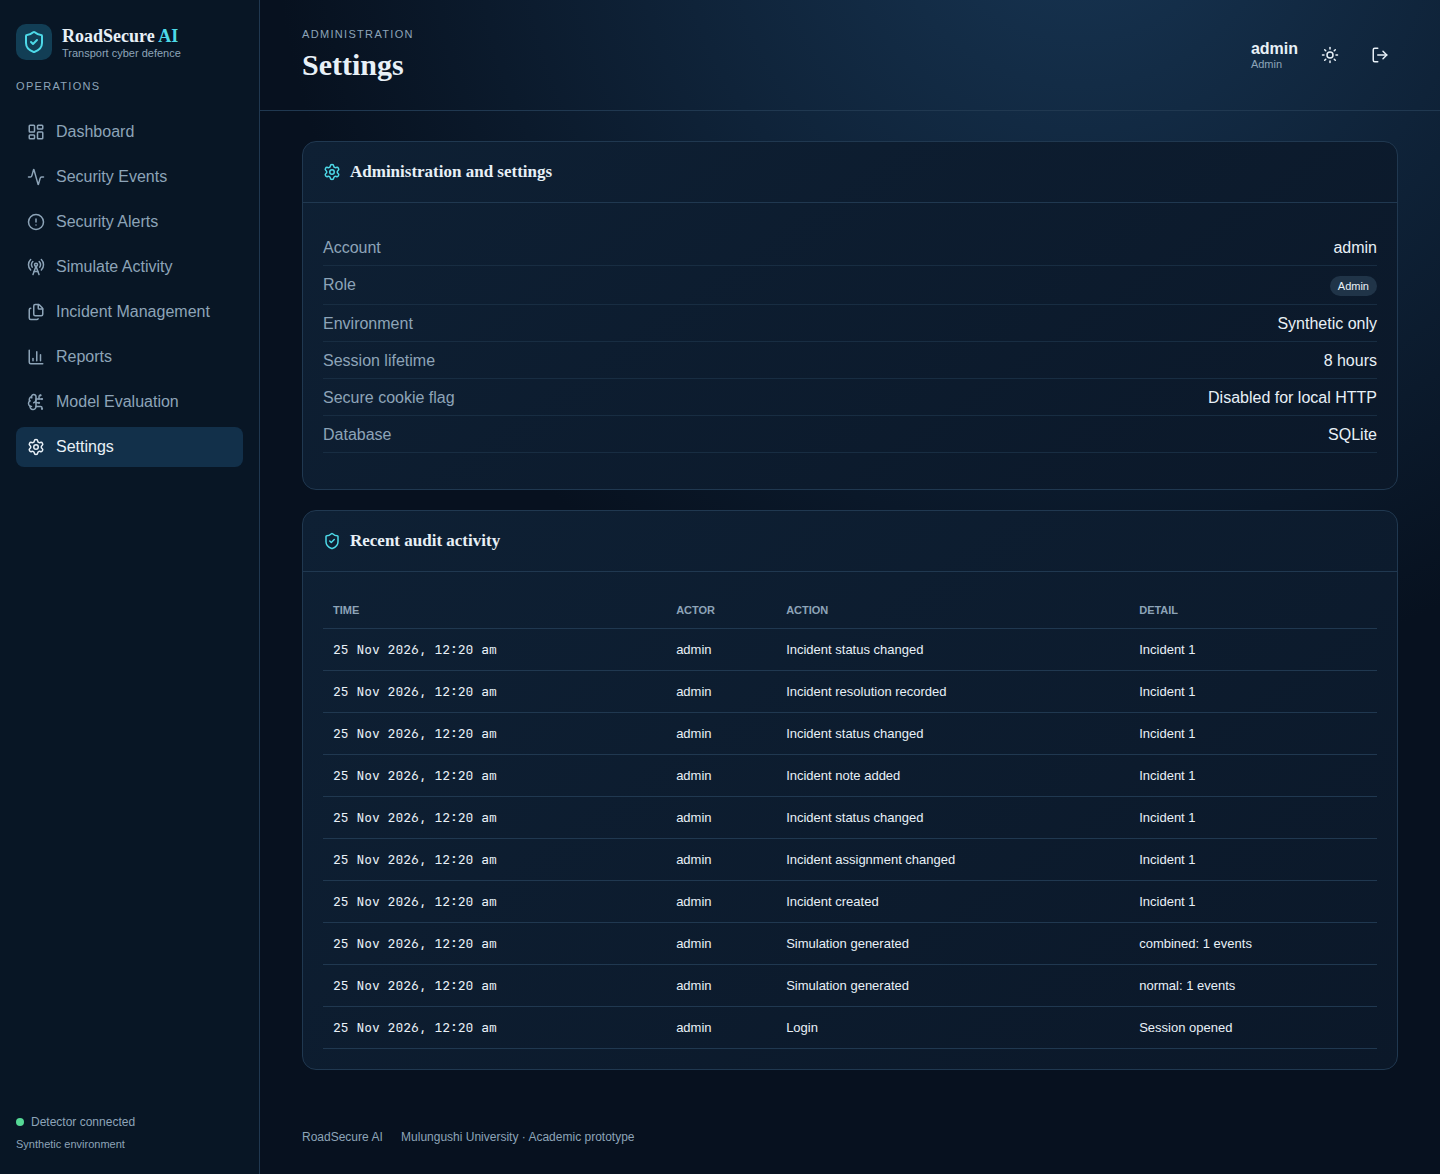 RoadSecure AI
Transport cyber defence
OPERATIONS
Dashboard
Security Events
Security Alerts
Simulate Activity
Incident Management
Reports
Model Evaluation
Settings
Detector connected
Synthetic environment
ADMINISTRATION
Settings
admin
Admin
Administration and settings
Account admin
Role Admin
Environment Synthetic only
Session lifetime 8 hours
Secure cookie flag Disabled for local HTTP
Database SQLite
Recent audit activity
TIME ACTOR ACTION DETAIL
25 Nov 2026, 12:20 am admin Incident status changed Incident 1
25 Nov 2026, 12:20 am admin Incident resolution recorded Incident 1
25 Nov 2026, 12:20 am admin Incident status changed Incident 1
25 Nov 2026, 12:20 am admin Incident note added Incident 1
25 Nov 2026, 12:20 am admin Incident status changed Incident 1
25 Nov 2026, 12:20 am admin Incident assignment changed Incident 1
25 Nov 2026, 12:20 am admin Incident created Incident 1
25 Nov 2026, 12:20 am admin Simulation generated combined: 1 events
25 Nov 2026, 12:20 am admin Simulation generated normal: 1 events
25 Nov 2026, 12:20 am admin Login Session opened
RoadSecure AI Mulungushi University · Academic prototype